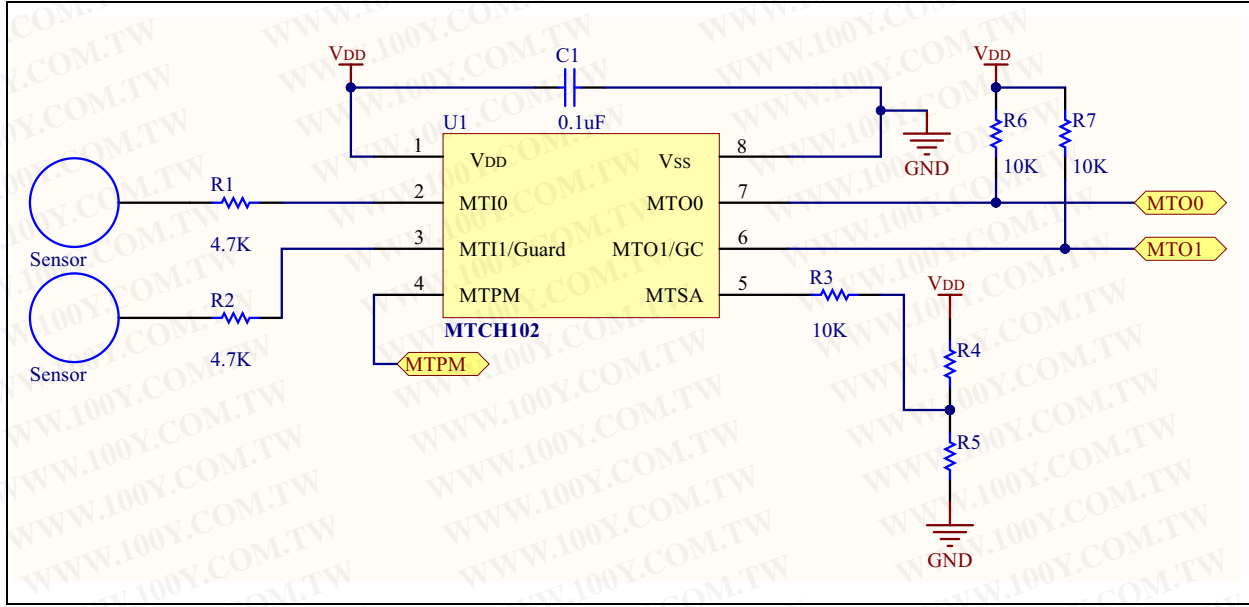 VDD
C1
0.1uF
VDD
U1
1
VDD
VSS
8
GND
R6
10K
R7
10K
Sensor
R1
4.7K
2
MTI0
MTO0
7
MTO0
3
MTI1/Guard
MTO1/GC
6
MTO1
Sensor
R2
4.7K
4
MTPM
MTSA
5
R3
10K
VDD
MTCH102
MTPM
R4
R5
GND
WWW.100Y.COM.TW